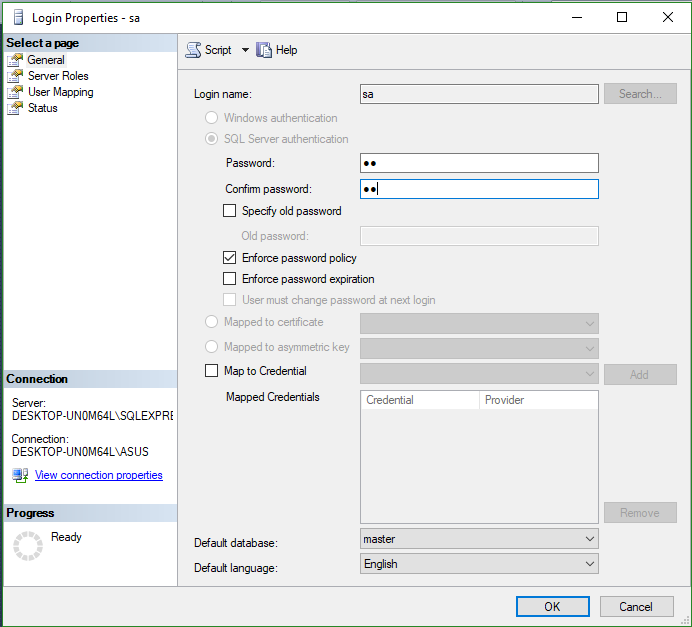 Login Properties - sa
Select a page
General
Server Roles
User Mapping
Status
Connection
Server:
DESKTOP-UN0M64L\SQLEXPRE
Connection:
DESKTOP-UN0M64L\ASUS
View connection properties
Progress
Ready
Script
Help
Login name:
sa
Search...
Windows authentication
SQL Server authentication
Password:
●●
Confirm password:
●●
Specify old password
Old password:
Enforce password policy
Enforce password expiration
User must change password at next login
Mapped to certificate
Mapped to asymmetric key
Map to Credential
Add
Mapped Credentials
Credential
Provider
Remove
Default database:
master
Default language:
English
OK
Cancel